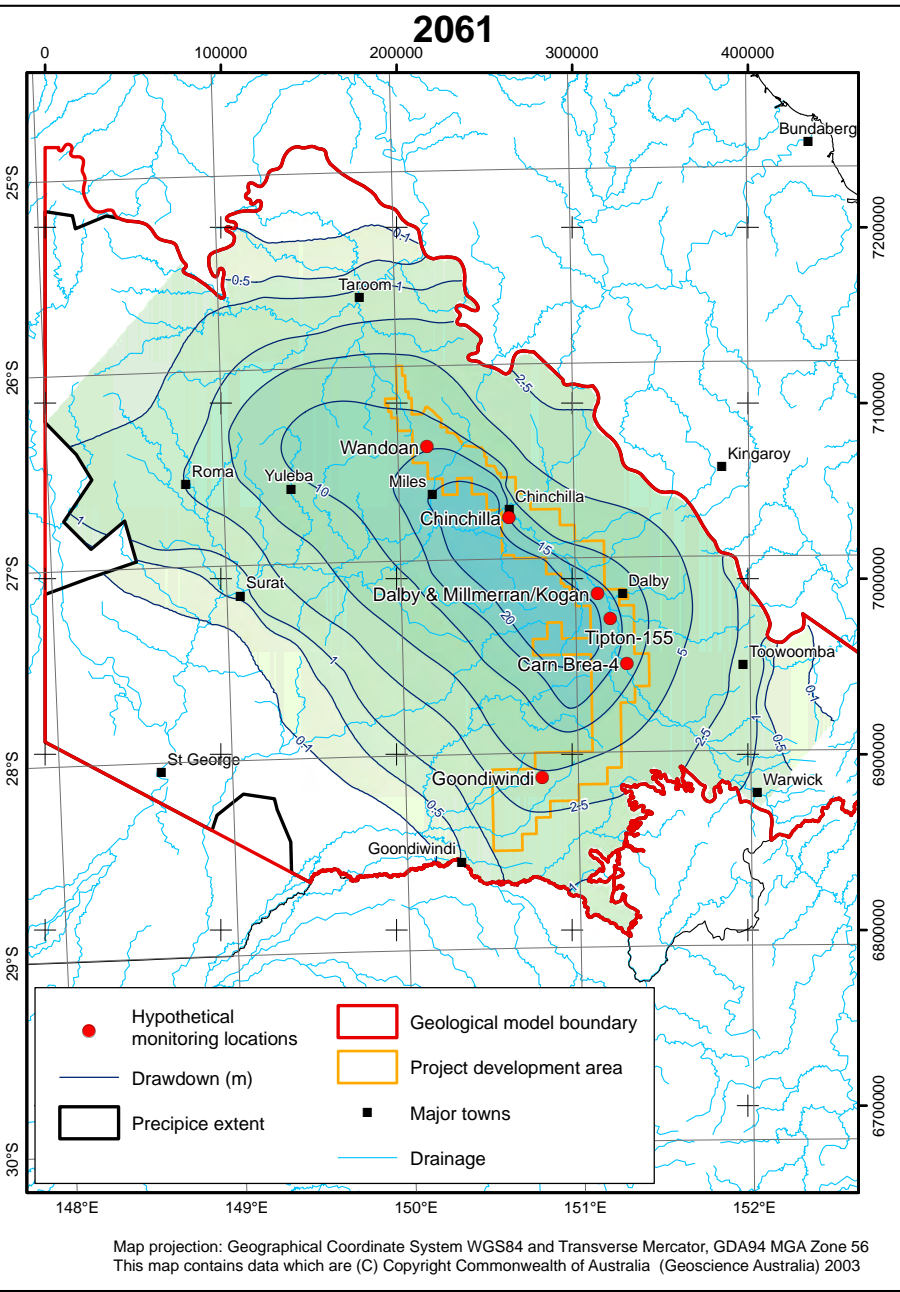 2061
0
100000
200000
300000
400000
Bundaberg
25°S
7200000
0.1
0.5
1
Taroom
26°S
2.5
7100000
Wandoan
Kingaroy
Roma
Yuleba
10
Miles
Chinchilla
Chinchilla
1
15
27°S
7000000
Surat
Dalby
Dalby & Millmerran/Kogan
20
Tipton-155
1
Carn Brea-4
5
Toowoomba
0.1
1
0.1
2.5
0.5
28°S
6900000
St George
Goondiwindi
Warwick
0.5
2.5
Goondiwindi
1
29°S
6800000
Hypothetical
monitoring locations
Geological model boundary
Drawdown (m)
Project development area
Precipice extent
Major towns
Drainage
6700000
30°S
148°E
149°E
150°E
151°E
152°E
Map projection: Geographical Coordinate System WGS84 and Transverse Mercator, GDA94 MGA Zone 56
This map contains data which are (C) Copyright Commonwealth of Australia (Geoscience Australia) 2003